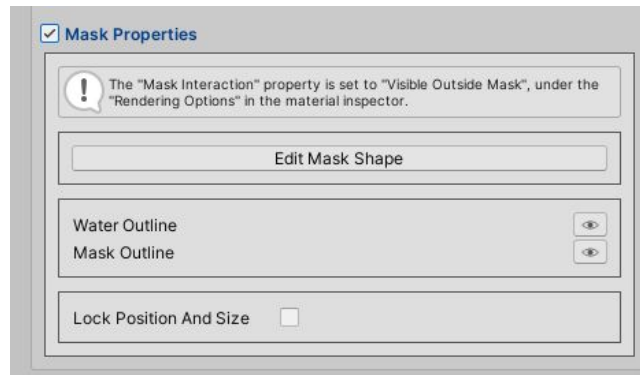 Mask Properties
The "Mask Interaction" property is set to "Visible Outside Mask", under the
"Rendering Options" in the material inspector.
Edit Mask Shape
Water Outline
Mask Outline
Lock Position And Size